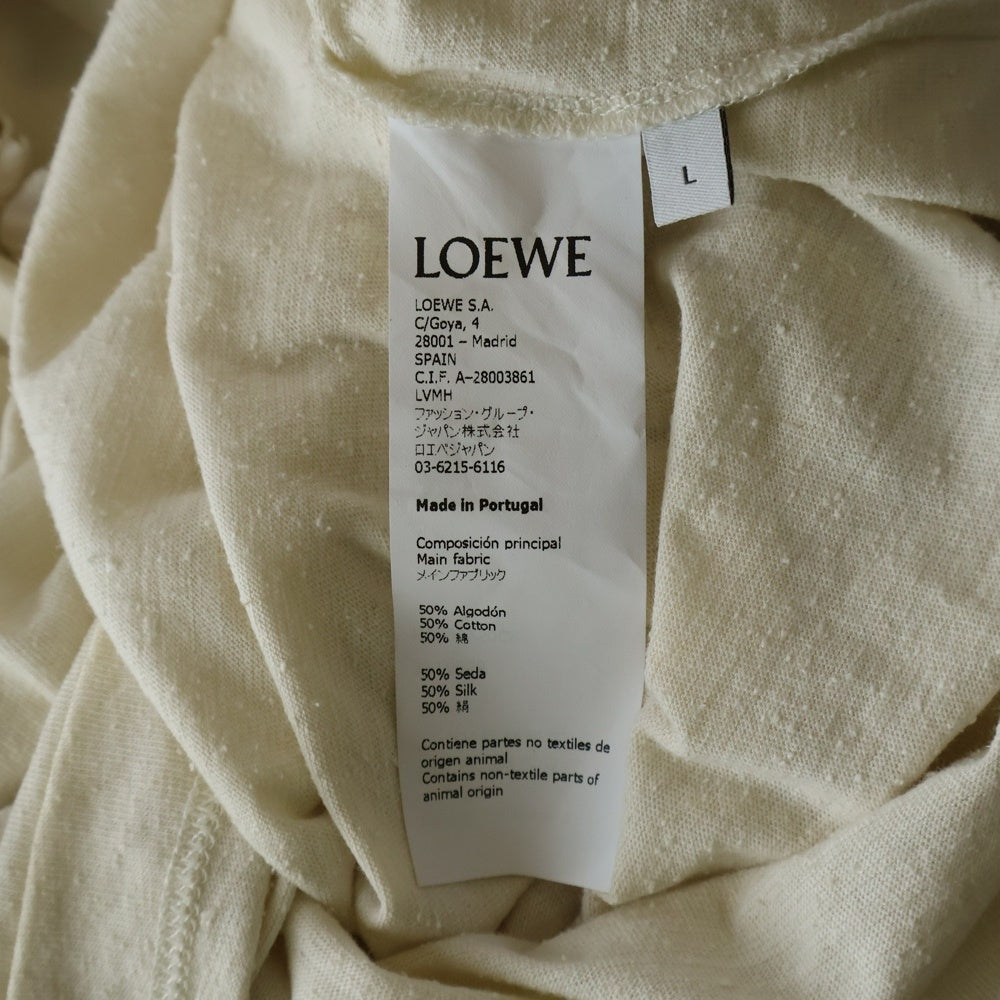 L
LOEWE
LOEWE S.A.
C/Goya, 4
28001 – Madrid
SPAIN
C.I.F. A-28003861
LVMH
ファッション・グループ・
ジャパン株式会社
ロエベジャパン
03-6215-6116
Made in Portugal
Composición principal
Main fabric
メインファブリック
50% Algodón
50% Cotton
50% 綿
50% Seda
50% Silk
50% 絹
Contiene partes no textiles de
origen animal
Contains non-textile parts of
animal origin